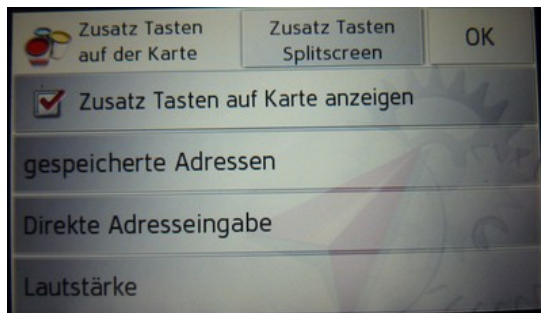 Zusatz Tasten
auf der Karte
Zusatz Tasten
Splitscreen
OK
Zusatz Tasten auf Karte anzeigen
gespeicherte Adressen
Direkte Adresseingabe
Lautstärke